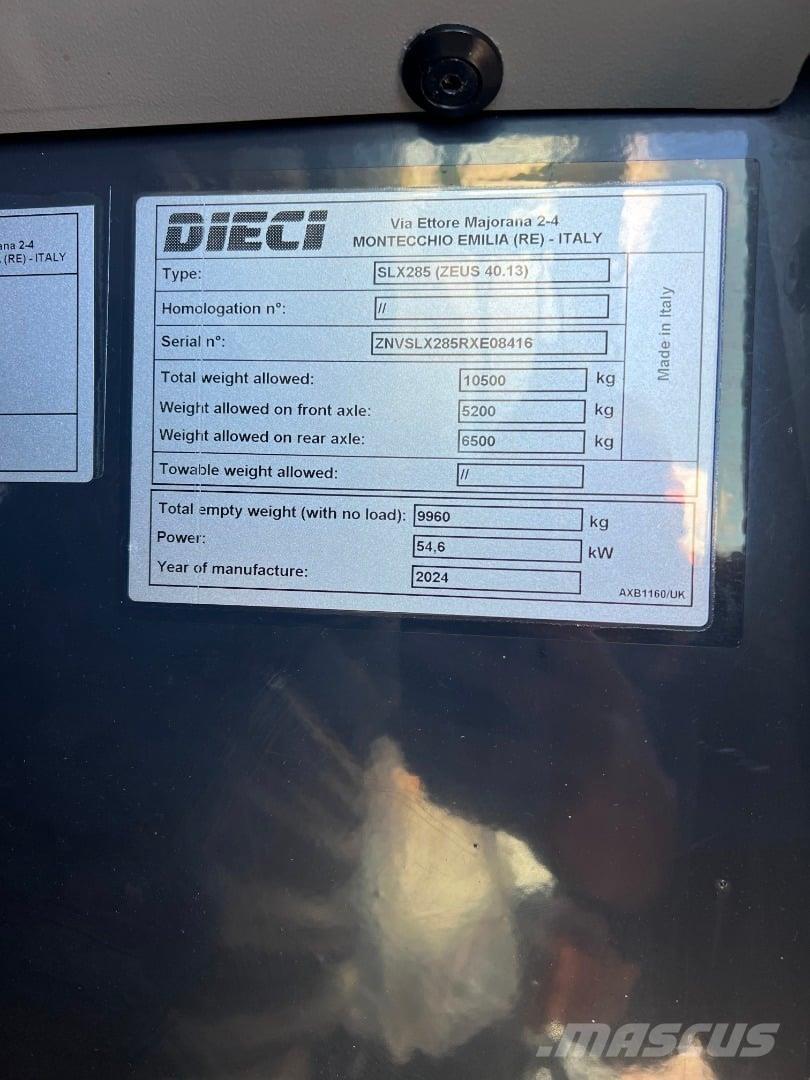 ana 2-4
(RE) - ITALY
DIECI
Via Ettore Majorana 2-4
MONTECCHIO EMILIA (RE) - ITALY
Type: SLX285 (ZEUS 40.13)
Homologation n°: //
Serial n°: ZNVSLX285RXE08416
Made in Italy
Total weight allowed: 10500 kg
Weight allowed on front axle: 5200 kg
Weight allowed on rear axle: 6500 kg
Towable weight allowed: //
Total empty weight (with no load): 9960 kg
Power: 54,6 kW
Year of manufacture: 2024
AXB1160/UK
.MASCUS